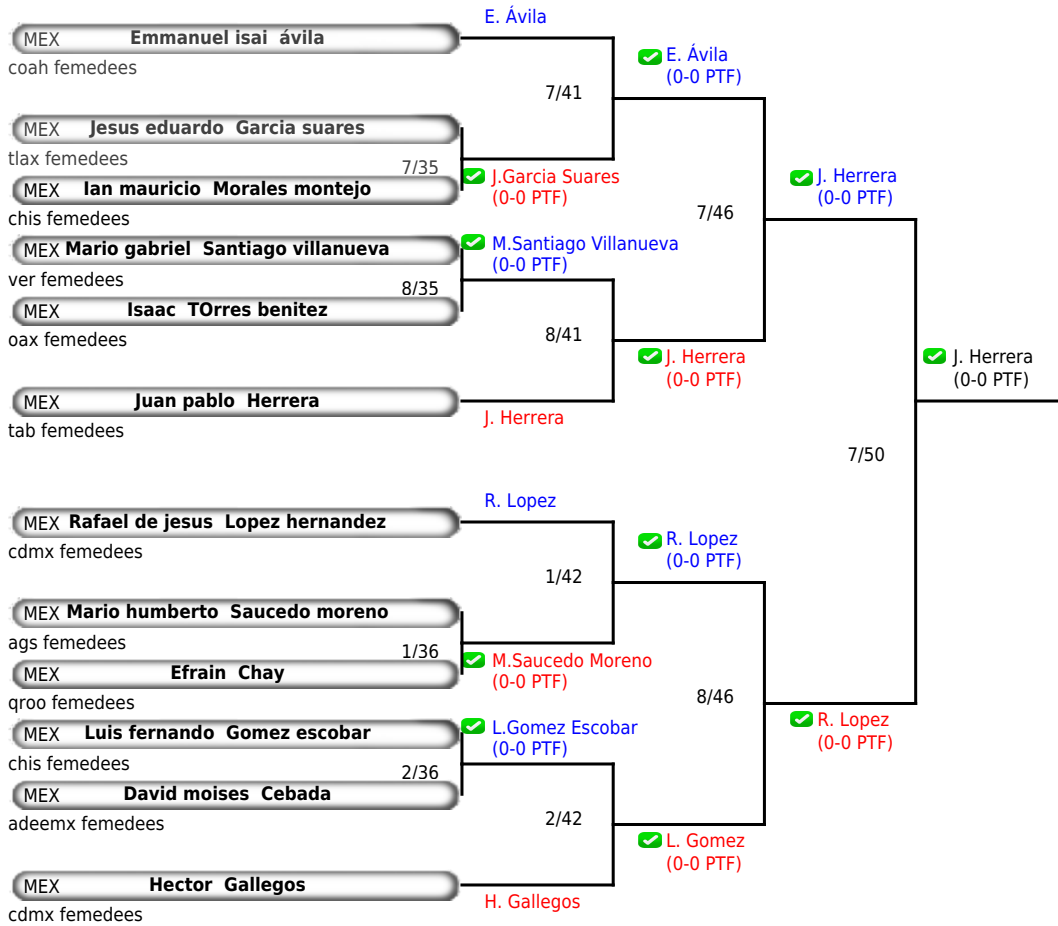 E. Ávila
MEX Emmanuel isai ávila
coah femedees
E. Ávila
(0-0 PTF)
7/41
MEX Jesus eduardo Garcia suares
tlax femedees
7/35
J.Garcia Suares
(0-0 PTF)
MEX Ian mauricio Morales montejo
chis femedees
J. Herrera
(0-0 PTF)
7/46
MEX Mario gabriel Santiago villanueva
ver femedees
M.Santiago Villanueva
(0-0 PTF)
8/35
MEX Isaac TOrres benitez
oax femedees
8/41
J. Herrera
(0-0 PTF)
J. Herrera
(0-0 PTF)
MEX Juan pablo Herrera
tab femedees
J. Herrera
7/50
R. Lopez
MEX Rafael de jesus Lopez hernandez
cdmx femedees
R. Lopez
(0-0 PTF)
1/42
MEX Mario humberto Saucedo moreno
ags femedees
1/36
M.Saucedo Moreno
(0-0 PTF)
MEX Efrain Chay
qroo femedees
8/46
R. Lopez
(0-0 PTF)
MEX Luis fernando Gomez escobar
chis femedees
L.Gomez Escobar
(0-0 PTF)
2/36
MEX David moises Cebada
adeemx femedees
2/42
L. Gomez
(0-0 PTF)
MEX Hector Gallegos
cdmx femedees
H. Gallegos